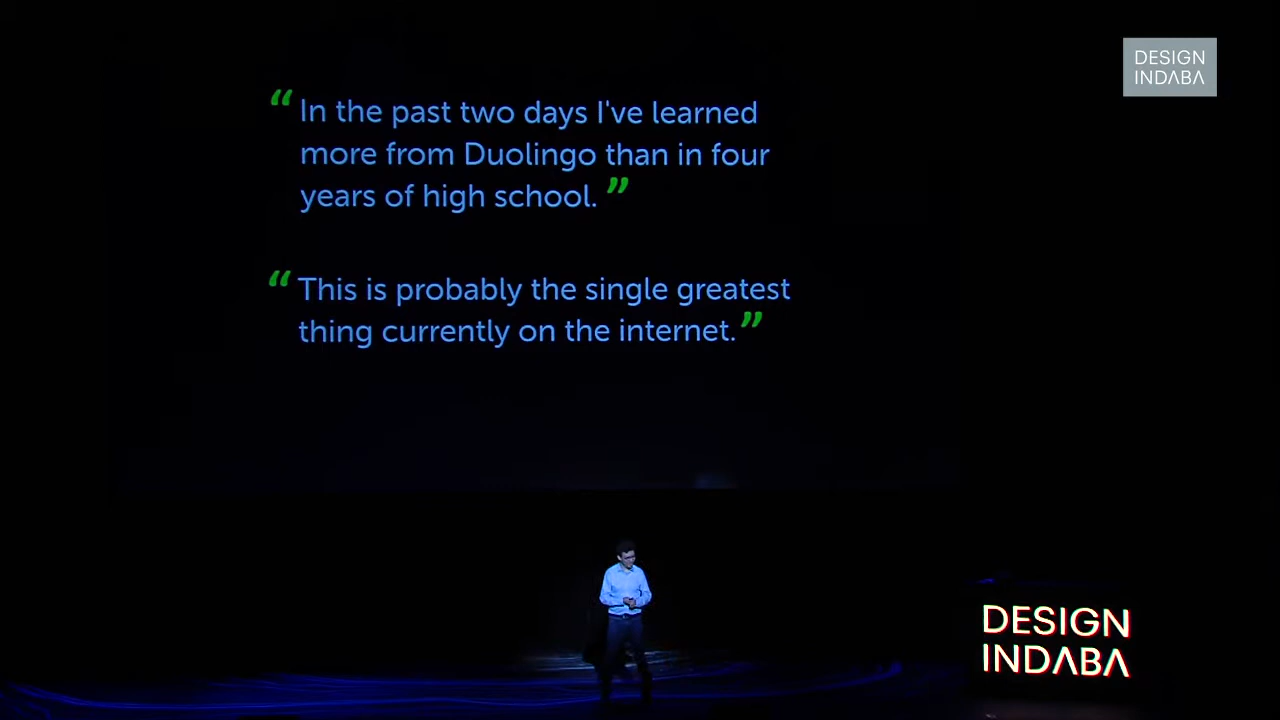 DESIGN
INDABA
“In the past two days I've learned
more from Duolingo than in four
years of high school.”
“This is probably the single greatest
thing currently on the internet.”
DESIGN
INDABA